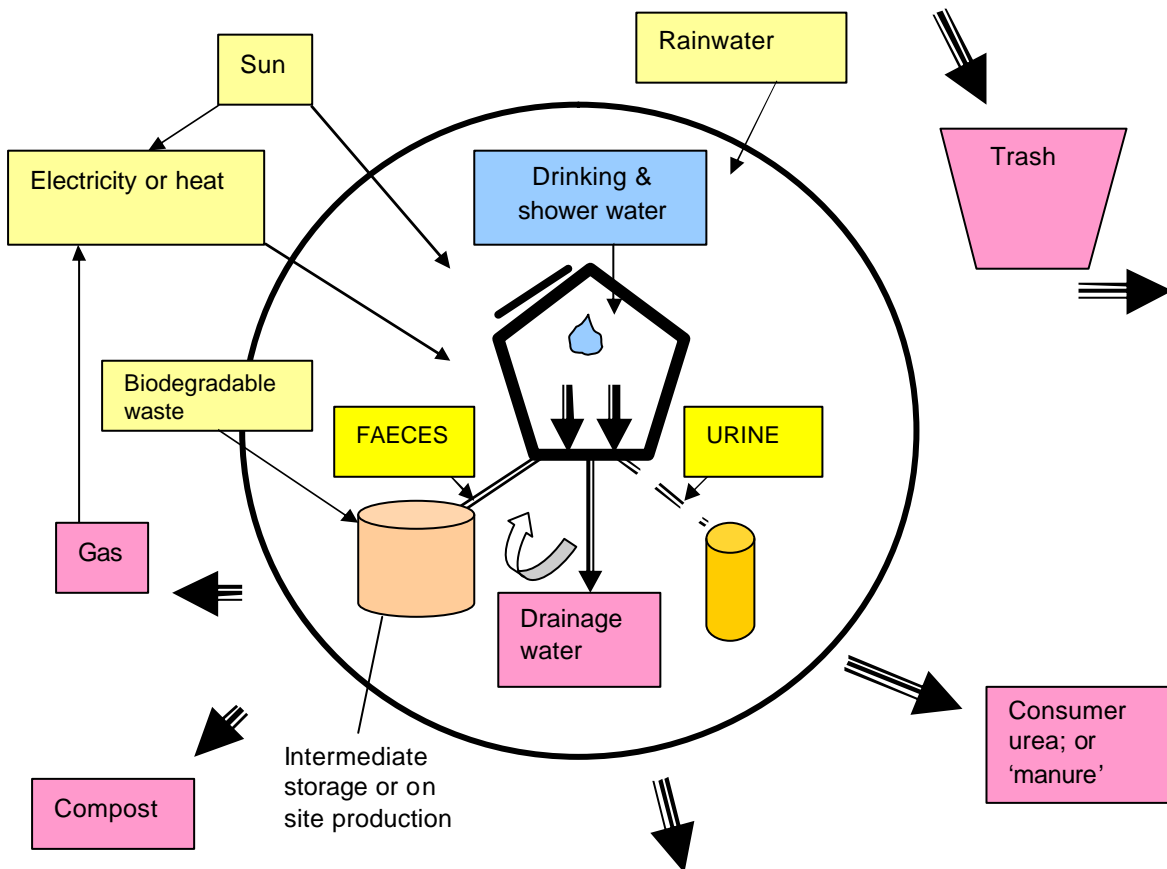 Rainwater
Sun
Trash
Electricity or heat
Drinking &
shower water
Biodegradable
waste
FAECES
URINE
Gas
Drainage
water
Consumer
urea; or
‘manure’
Intermediate
storage or on
site production
Compost